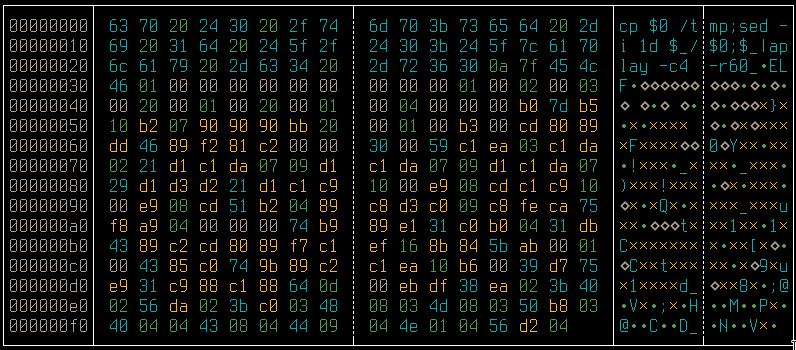 00000000 63 70 20 24 30 20 2f 74 6d 70 3b 73 65 64 20 2d cp $0 /t mp;sed -
00000010 69 20 31 64 20 24 5f 2f 24 30 3b 24 5f 7c 61 70 i 1d $_/ $0;$_|ap
00000020 6c 61 79 20 2d 63 34 20 2d 72 36 30 0a 7f 45 4c lay -c4 -r60_•EL
00000030 46 01 00 00 00 00 00 00 00 00 00 01 00 02 00 03 F•◇◇◇◇◇◇ ◇◇◇•◇•◇•
00000040 00 20 00 01 00 20 00 01 00 04 00 00 00 b0 7d b5 ◇ ◇•◇ ◇• ◇•◇◇◇×}×
00000050 10 b2 07 90 90 90 bb 20 00 01 00 b3 00 cd 80 89 •×•×××× ◇•◇×◇×××
00000060 dd 46 89 f2 81 c2 00 00 30 00 59 c1 ea 03 c1 da ×F××××◇◇ 0◇Y××•××
00000070 02 21 d1 c1 da 07 09 d1 c1 da 07 09 d1 c1 da 07 •!×××•_× ××•_×××•
00000080 29 d1 d3 d2 21 d1 c1 c9 10 00 e9 08 cd c1 c9 10 )×××!××× •◇×•×××•
00000090 00 e9 08 cd 51 b2 04 89 c8 d3 c0 09 c8 fe ca 75 ◇×•×Q×•× ×××_×××u
000000a0 f8 a9 04 00 00 00 74 b9 89 e1 31 c0 b0 04 31 db ××•◇◇◇t× ××1××•1×
000000b0 43 89 c2 cd 80 89 f7 c1 ef 16 8b 84 5b ab 00 01 C××××××× ×•××[×◇•
000000c0 00 43 85 c0 74 9b 89 c2 c1 ea 10 b6 00 39 d7 75 ◇C××t××× ××•×◇9×u
000000d0 e9 31 c9 88 c1 88 64 0d 00 eb df 38 ea 3b 02 40 ×1××××d_ ◇××8×;•@
000000e0 02 56 da 02 3b c0 03 48 08 03 4d 08 03 50 b8 03 •V×•;×•H ••M••P×•
000000f0 40 04 04 43 08 04 44 09 04 4e 01 04 56 d2 04 @••C••D_ •N••V×•